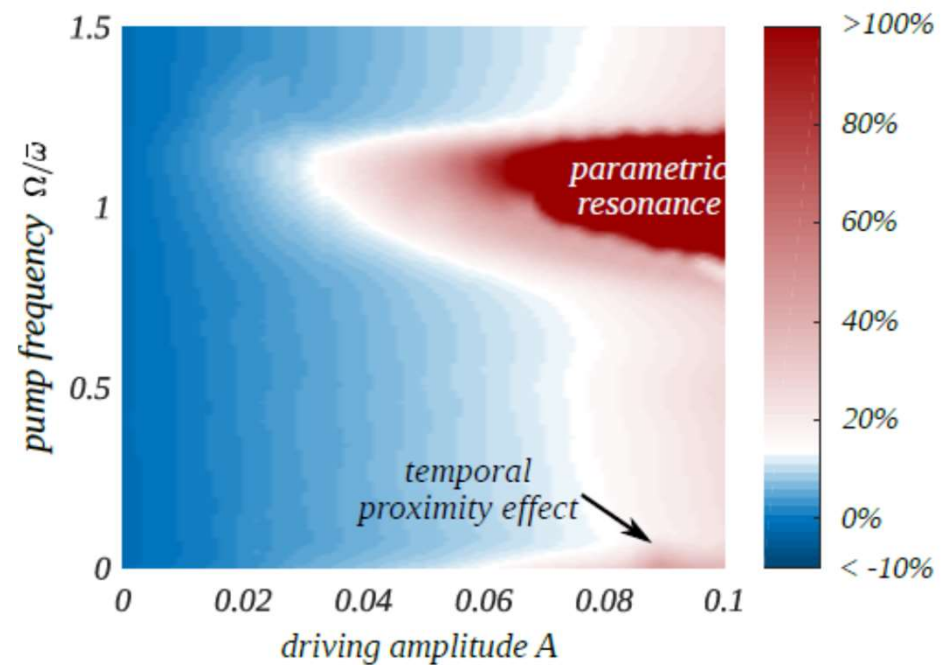 1.5
1
0.5
0
pump frequency Ω/ω̄
parametric
resonance
temporal
proximity effect
0
0.02
0.04
0.06
0.08
0.1
driving amplitude A
>100%
80%
60%
40%
20%
0%
< -10%